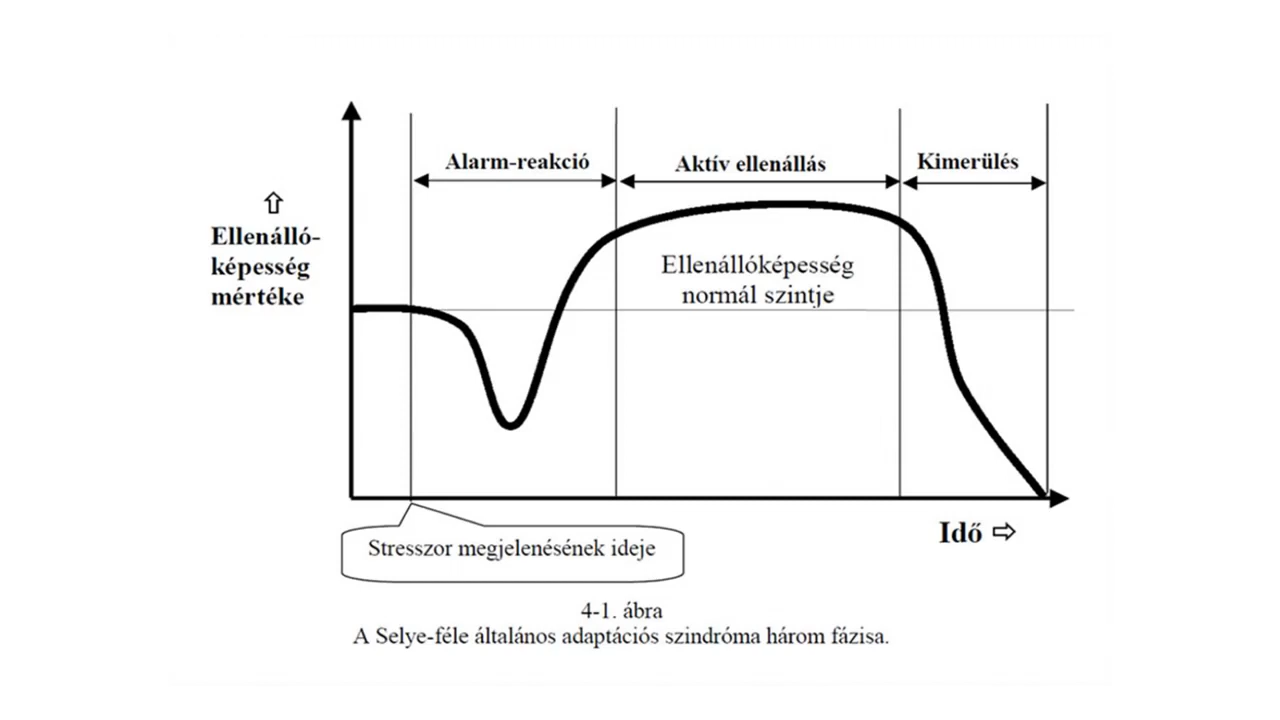 Alarm-reakció
Aktív ellenállás
Kimerülés
⇧
Ellenálló-
képesség
mértéke
Ellenállóképesség
normál szintje
Idő ⇨
Stresszor megjelenésének ideje
4-1. ábra
A Selye-féle általános adaptációs szindróma három fázisa.